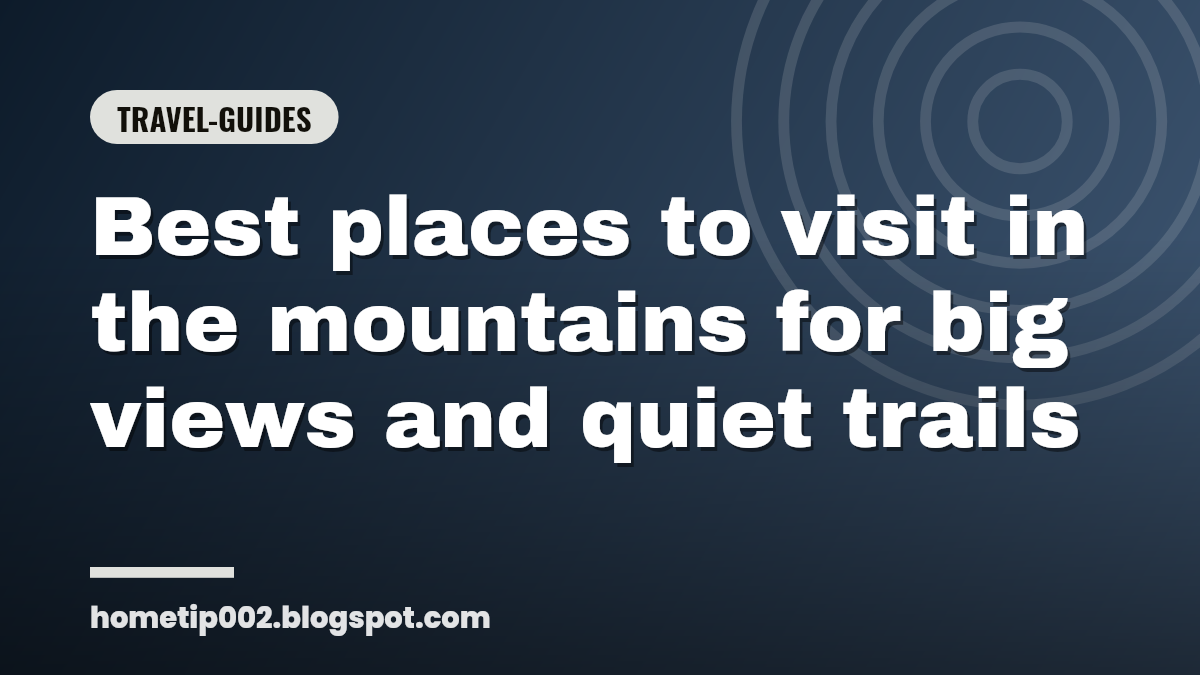 TRAVEL-GUIDES
Best places to visit in
the mountains for big
views and quiet trails
hometip002.blogspot.com